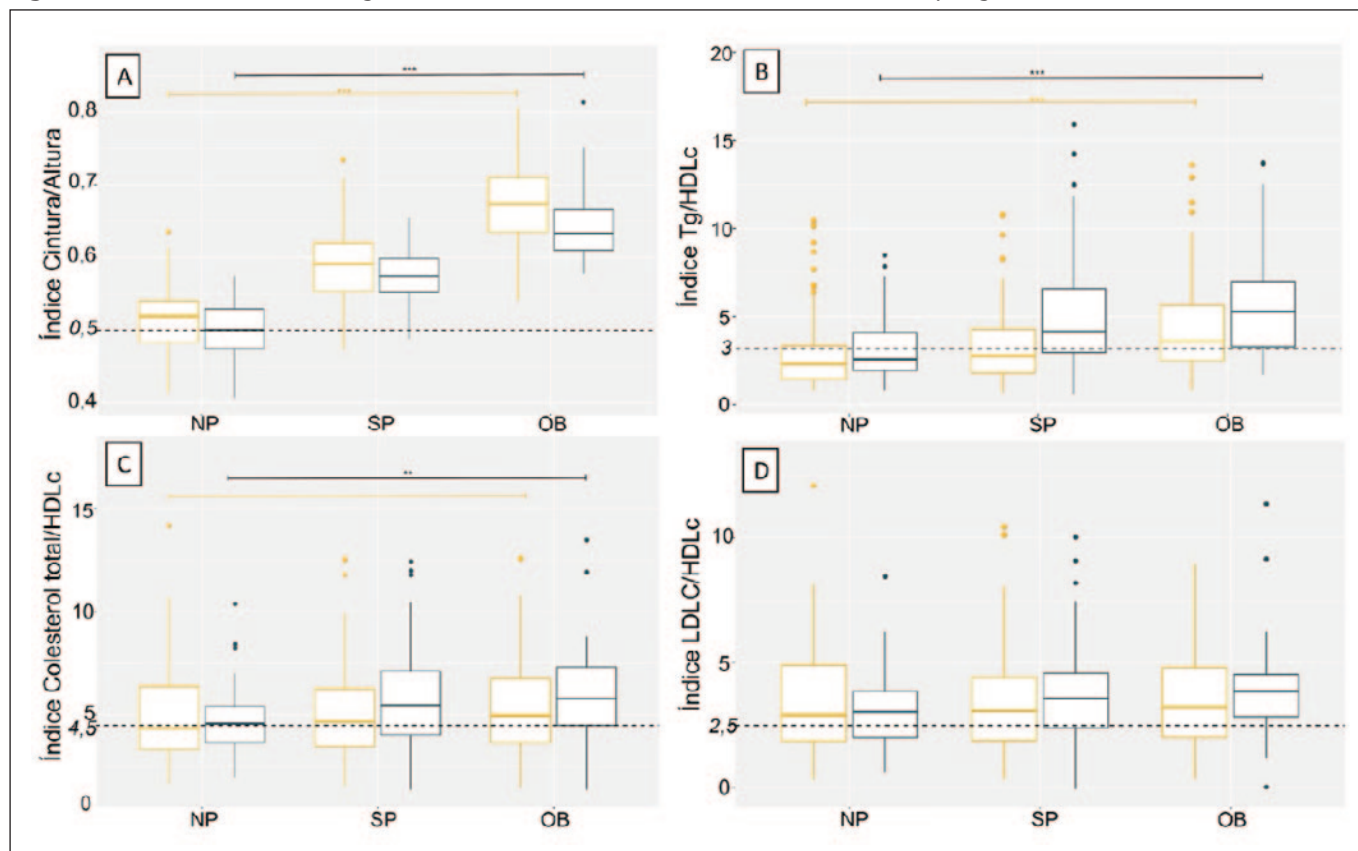 A
***
***
Índice Cintura/Altura
0.8
0.7
0.6
0.5
0.4
NP SP OB
B
***
***
Índice Tg/HDLc
20
15
10
5
3
0
NP SP OB
C
**
Índice Colesterol total/HDLc
15
10
5
4,5
0
NP SP OB
D
Índice LDLC/HDLc
10
5
2,5
0
NP SP OB